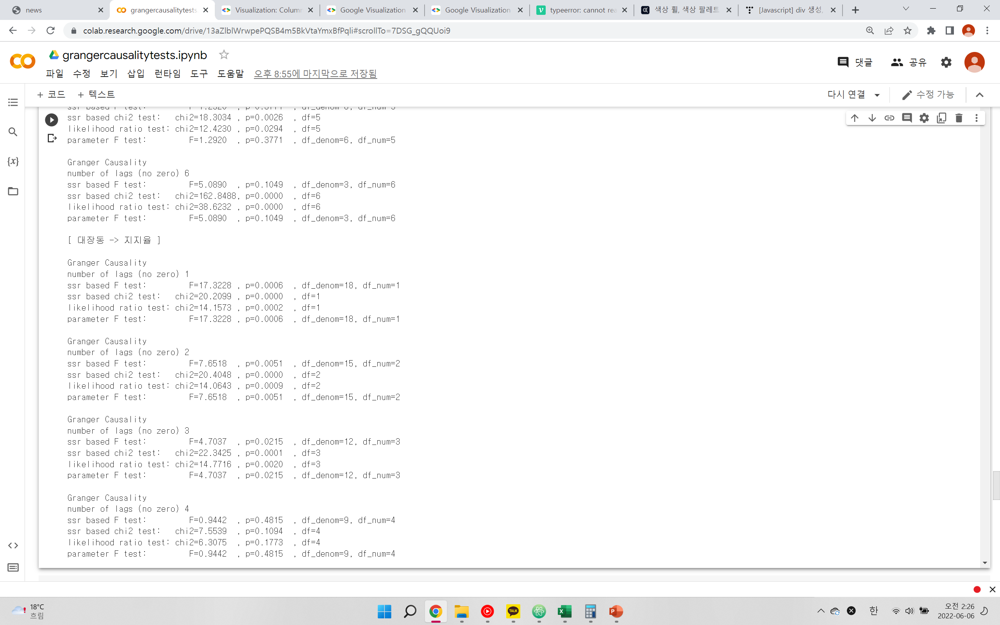 news
grangercausalitytests
Visualization: Column
Google Visualization
Google Visualization
typeerror: cannot rea
색상 휠, 색상 팔레트
[Javascript] div 생성,
colab.research.google.com/drive/13aZlblWrwpePQSB4m5BkVtaYmxBfPqli#scrollTo=7DSG_gQQUoi9
grangercausalitytests.ipynb
댓글
공유
파일 수정 보기 삽입 런타임 도구 도움말 오후 8:55에 마지막으로 저장됨
+ 코드 + 텍스트
다시 연결
수정 가능
{x}
ssr based chi2 test: chi2=18.3034 , p=0.0026 , df=5
likelihood ratio test: chi2=12.4230 , p=0.0294 , df=5
parameter F test: F=1.2920 , p=0.3771 , df_denom=6, df_num=5
Granger Causality
number of lags (no zero) 6
ssr based F test: F=5.0890 , p=0.1049 , df_denom=3, df_num=6
ssr based chi2 test: chi2=162.8488, p=0.0000 , df=6
likelihood ratio test: chi2=38.6232 , p=0.0000 , df=6
parameter F test: F=5.0890 , p=0.1049 , df_denom=3, df_num=6
[ 대장동 -> 지지율 ]
Granger Causality
number of lags (no zero) 1
ssr based F test: F=17.3228 , p=0.0006 , df_denom=18, df_num=1
ssr based chi2 test: chi2=20.2099 , p=0.0000 , df=1
likelihood ratio test: chi2=14.1573 , p=0.0002 , df=1
parameter F test: F=17.3228 , p=0.0006 , df_denom=18, df_num=1
Granger Causality
number of lags (no zero) 2
ssr based F test: F=7.6518 , p=0.0051 , df_denom=15, df_num=2
ssr based chi2 test: chi2=20.4048 , p=0.0000 , df=2
likelihood ratio test: chi2=14.0643 , p=0.0009 , df=2
parameter F test: F=7.6518 , p=0.0051 , df_denom=15, df_num=2
Granger Causality
number of lags (no zero) 3
ssr based F test: F=4.7037 , p=0.0215 , df_denom=12, df_num=3
ssr based chi2 test: chi2=22.3425 , p=0.0001 , df=3
likelihood ratio test: chi2=14.7716 , p=0.0020 , df=3
parameter F test: F=4.7037 , p=0.0215 , df_denom=12, df_num=3
Granger Causality
number of lags (no zero) 4
ssr based F test: F=0.9442 , p=0.4815 , df_denom=9, df_num=4
ssr based chi2 test: chi2=7.5539 , p=0.1094 , df=4
likelihood ratio test: chi2=6.3075 , p=0.1773 , df=4
parameter F test: F=0.9442 , p=0.4815 , df_denom=9, df_num=4
18°C
흐림
TALK
한
오전 2:26
2022-06-06